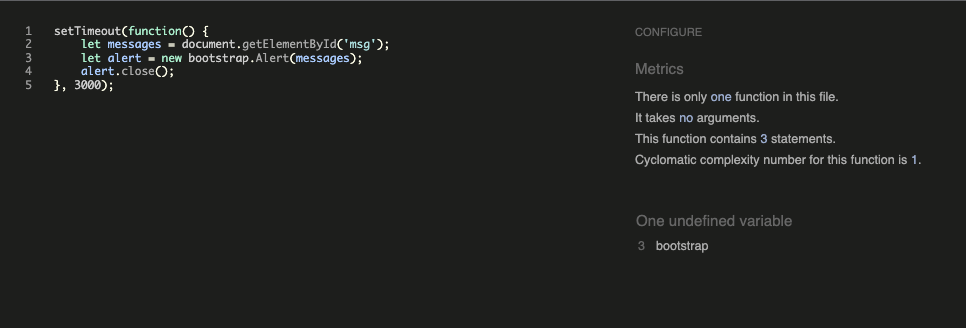 1 setTimeout(function() {
2 let messages = document.getElementById('msg');
3 let alert = new bootstrap.Alert(messages);
4 alert.close();
5 }, 3000);
CONFIGURE
Metrics
There is only one function in this file.
It takes no arguments.
This function contains 3 statements.
Cyclomatic complexity number for this function is 1.
One undefined variable
3 bootstrap